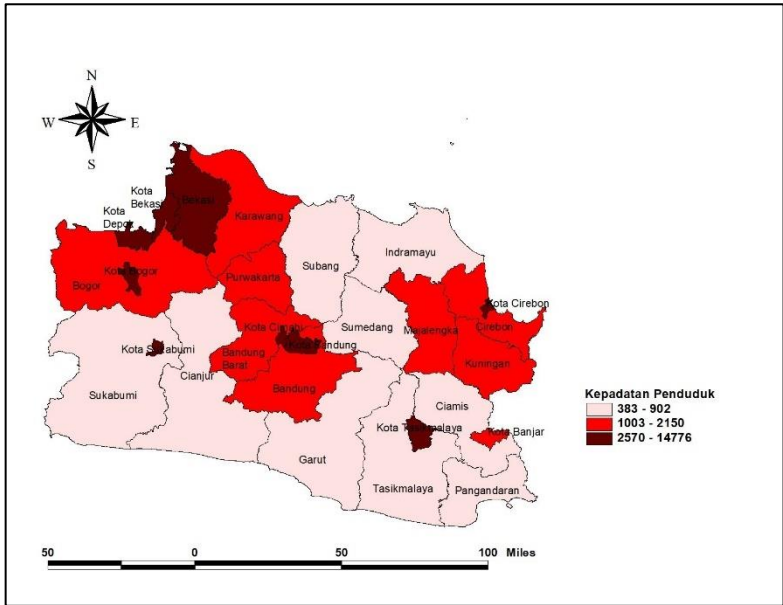 N
W E
S
Kota
Bekasi
Bekasi
Kota
Depok
Karawang
Kota Bogor
Bogor
Purwakarta
Subang
Indramayu
Kota Cirebon
Cirebon
Majalengka
Kuningan
Sumedang
Kota Cimahi
Kota Bandung
Bandung
Barat
Bandung
Kota Sukabumi
Cianjur
Sukabumi
Garut
Ciamis
Kota Tasikmalaya
Kota Banjar
Tasikmalaya
Pangandaran
Kepadatan Penduduk
383 - 902
1003 - 2150
2570 - 14776
50 0 50 100 Miles